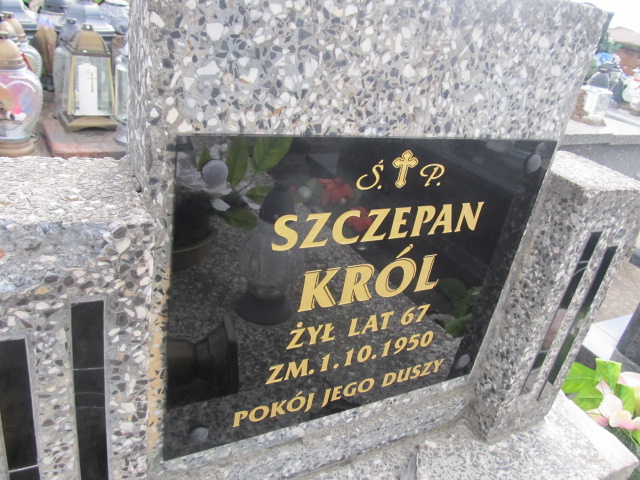 Ś. P.
SZCZEPAN
KRÓL
ŻYŁ LAT 67
ZM. 1.10.1950
POKÓJ JEGO DUSZY